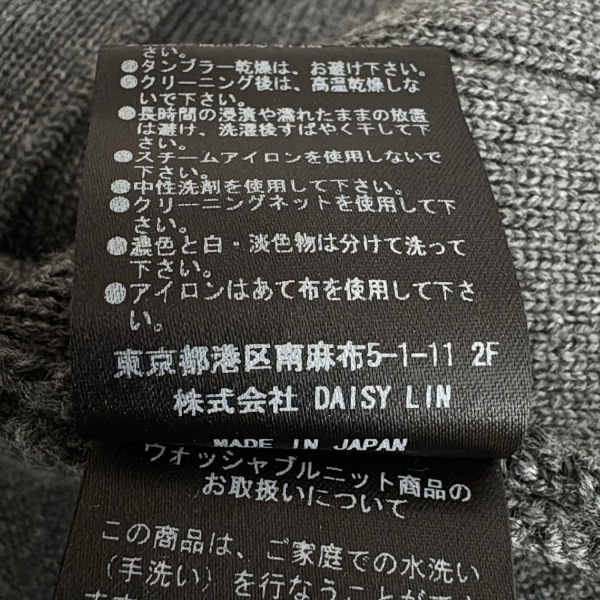 さい。
●タンブラー乾燥は、お避け下さい。
●クリーニング後は、高温乾燥しな
いで下さい。
●長時間の浸漬や濡れたままの放置
は避け、洗濯後すばやく干して下
さい。
●スチームアイロンを使用しないで
下さい。
●中性洗剤を使用して下さい。
●クリーニングネットを使用して下
さい。
●濃色と白・淡色物は分けて洗って
下さい。
●アイロンはあて布を使用して下さ
い。
東京都港区南麻布5-1-11 2F
株式会社 DAISY LIN
MADE IN JAPAN
ウォッシャブルニット商品の
お取扱いについて
この商品は、ご家庭での水洗い
(手洗い)を行なうことが